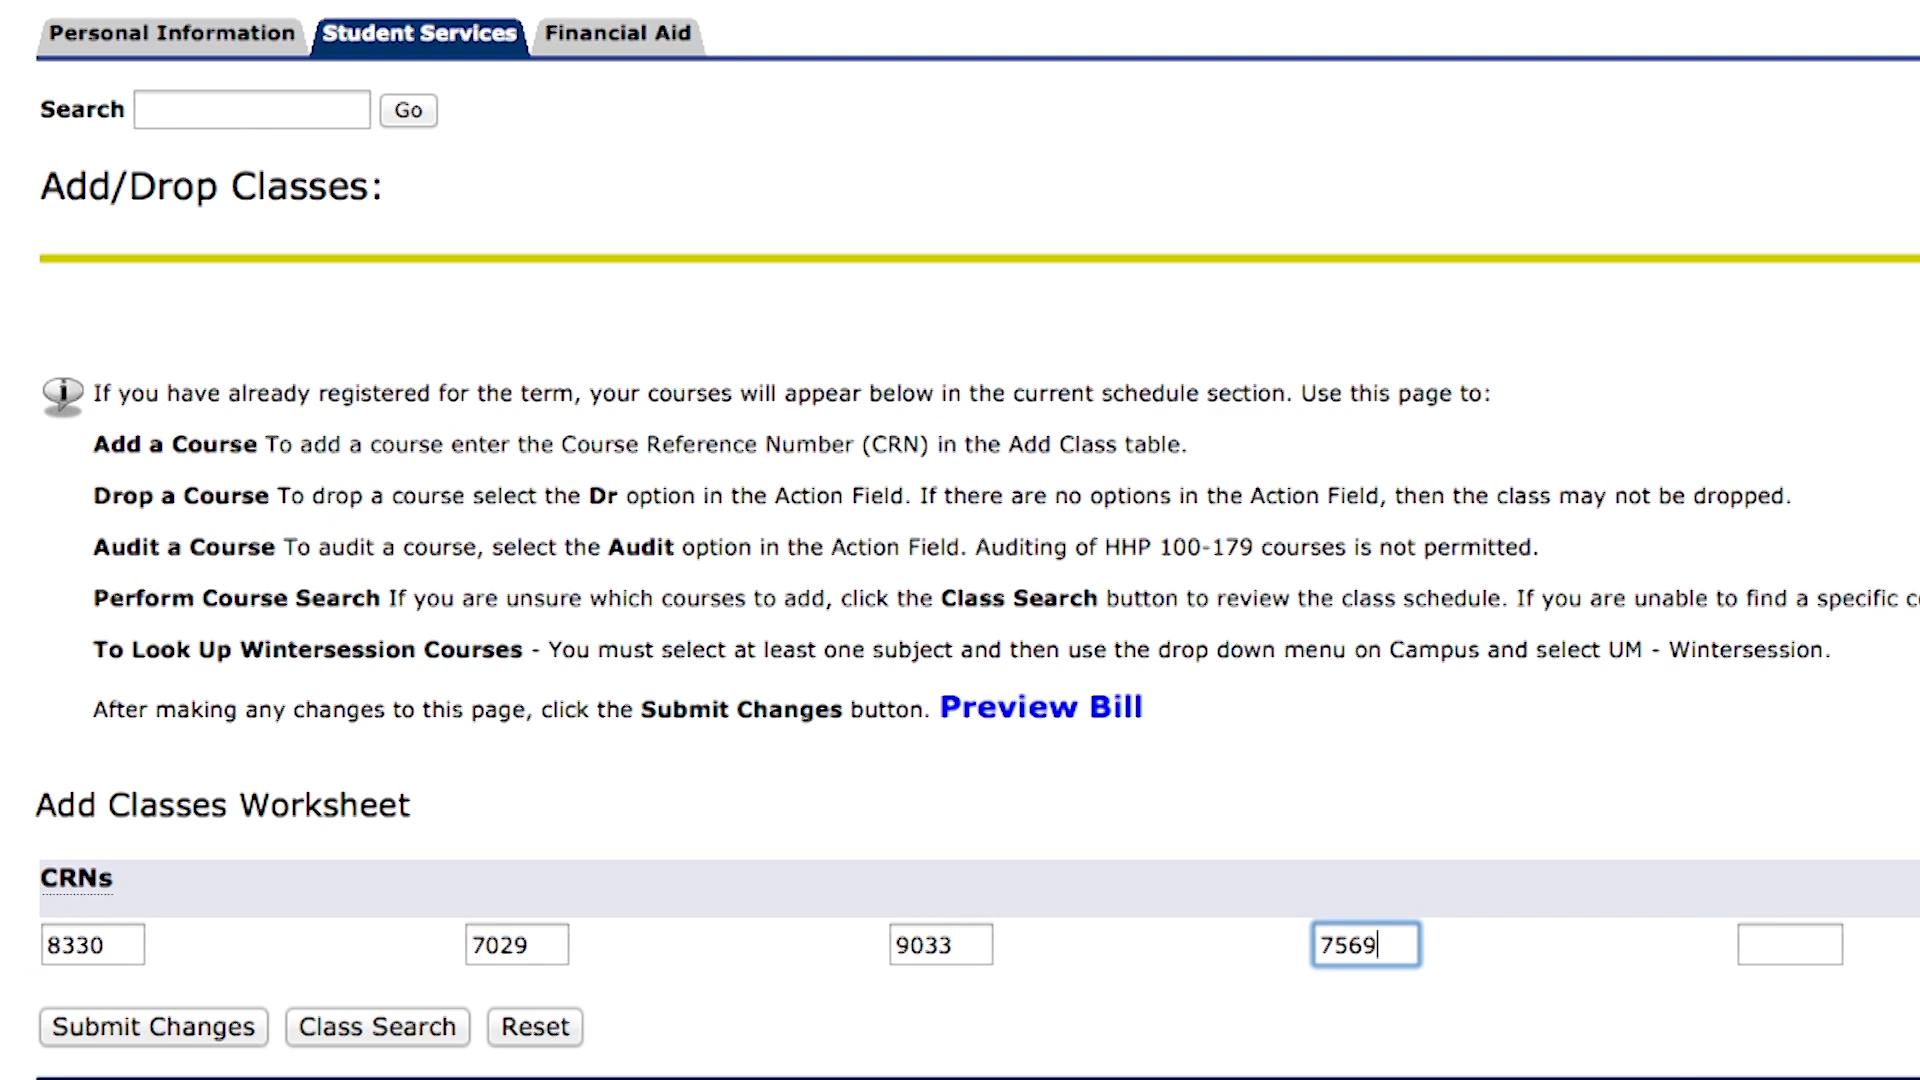 Personal Information Student Services Financial Aid
Search Go
Add/Drop Classes:
If you have already registered for the term, your courses will appear below in the current schedule section. Use this page to:
Add a Course To add a course enter the Course Reference Number (CRN) in the Add Class table.
Drop a Course To drop a course select the Dr option in the Action Field. If there are no options in the Action Field, then the class may not be dropped.
Audit a Course To audit a course, select the Audit option in the Action Field. Auditing of HHP 100-179 courses is not permitted.
Perform Course Search If you are unsure which courses to add, click the Class Search button to review the class schedule. If you are unable to find a specific
To Look Up Wintersession Courses - You must select at least one subject and then use the drop down menu on Campus and select UM - Wintersession.
After making any changes to this page, click the Submit Changes button. Preview Bill
Add Classes Worksheet
CRNs
8330 7029 9033 7569
Submit Changes Class Search Reset